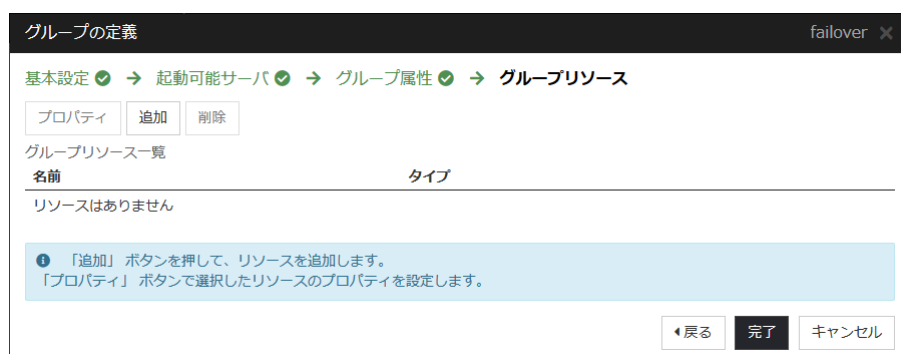 グループの定義 failover
基本設定 → 起動可能サーバ → グループ属性 → グループリソース
プロパティ 追加 削除
グループリソース一覧
名前 タイプ
リソースはありません
「追加」 ボタンを押して、リソースを追加します。
「プロパティ」 ボタンで選択したリソースのプロパティを設定します。
戻る 完了 キャンセル